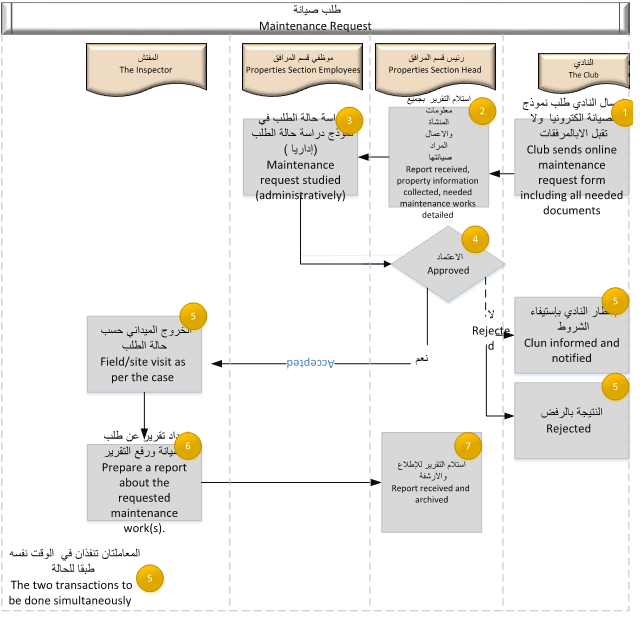 طلب صيانة
Maintenance Request
المفتش
The Inspector
موظفي قسم المرافق
Properties Section Employees
رئيس قسم المرافق
Properties Section Head
النادي
The Club
سال النادي طلب نموذج
صيانة الكترونيا ولا
تقبل الابالمرفقات
Club sends online
maintenance
request form
including all needed
documents
1
استلام التقرير بجميع
معلومات
المنشأة
والاعمال
المراد
صيانتها
Report received,
property information
collected, needed
maintenance works
detailed
2
اسة حالة الطلب في
نموذج دراسة حالة الطلب
(إداريا )
Maintenance
request studied
(administratively)
3
الاعتماد
Approved
4
لا
Rejecte
d
نعم
Accepted
طار النادي بإستيفاء
الشروط
Clun informed and
notified
5
النتيجة بالرفض
Rejected
5
الخروج الميداني حسب
حالة الطلب
Field/site visit as
per the case
5
داد تقرير عن طلب
يانة ورفع التقرير
Prepare a report
about the
requested
maintenance
work(s).
6
استلام التقرير للإطلاع
والأرشفة
Report received and
archived
7
المعاملتان تنفذان في الوقت نفسه
طبقا للحالة
The two transactions to
be done simultaneously
5